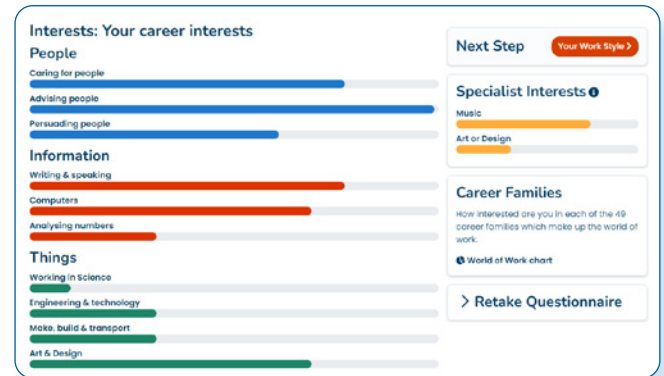 Interests: Your career interests
People
Caring for people
Advising people
Persuading people
Information
Writing & speaking
Computers
Analysing numbers
Things
Working in Science
Engineering & technology
Make, build & transport
Art & Design
Next Step
Your Work Style >
Specialist Interests
Music
Art or Design
Career Families
How interested are you in each of the 49
career families which make up the world of
work.
World of Work chart
> Retake Questionnaire